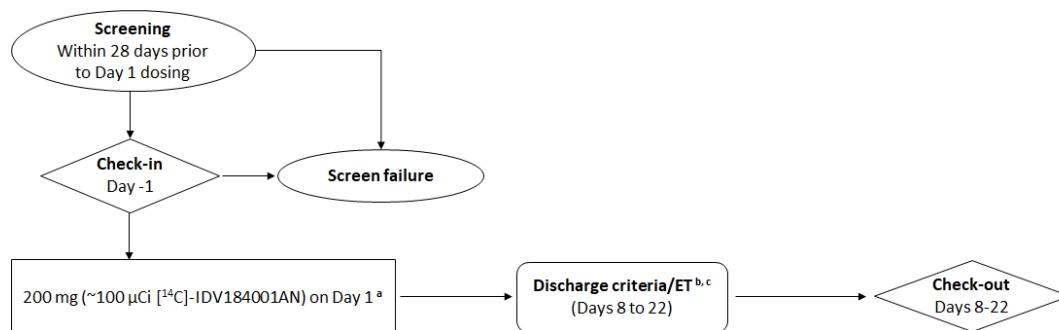 Screening
Within 28 days prior
to Day 1 dosing
Check-in
Day -1
Screen failure
200 mg (~100 µCi [¹⁴C]-IDV184001AN) on Day 1 ᵃ
Discharge criteria/ET ᵇ, ᶜ
(Days 8 to 22)
Check-out
Days 8-22